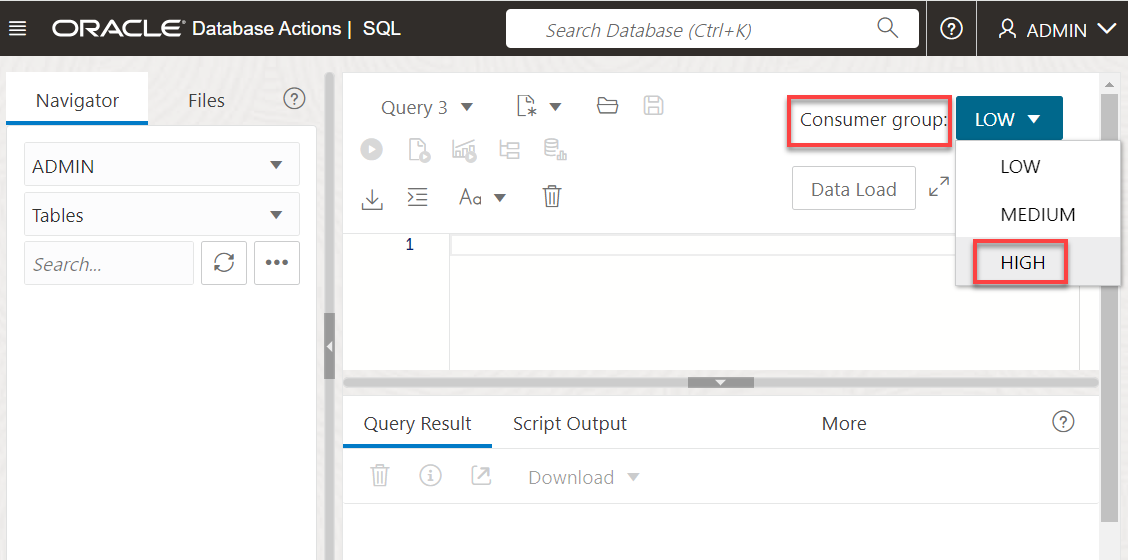 ORACLE Database Actions | SQL
Search Database (Ctrl+K)
ADMIN
Navigator
Files
ADMIN
Tables
Search...
Query 3
Consumer group:
LOW
LOW
MEDIUM
HIGH
Aa
Data Load
1
Query Result
Script Output
More
Download